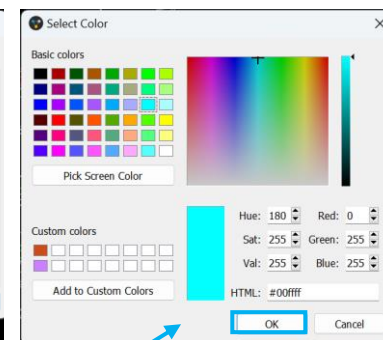 Select Color
Basic colors
Pick Screen Color
Custom colors
Add to Custom Colors
Hue: 180 Red: 0
Sat: 255 Green: 255
Val: 255 Blue: 255
HTML: #00ffff
OK Cancel